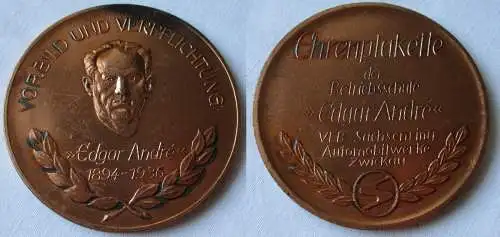 VORBILD UND VERPFLICHTUNG
»Edgar André«
1894-1936
Ehrenplakette
der
Betriebsschule
»Edgar André«
VEB Sachsenring
Automobilwerke
Zwickau